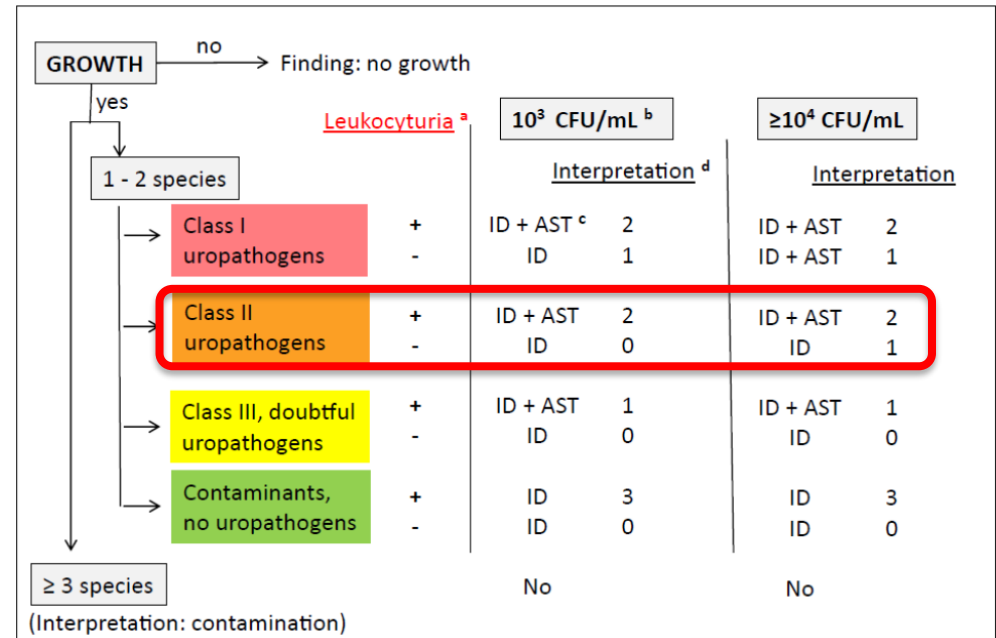 no
GROWTH Finding: no growth
yes
Leukocyturia ᵃ 10³ CFU/mL ᵇ ≥10⁴ CFU/mL
1 - 2 species Interpretation ᵈ Interpretation
Class I + ID + AST ᶜ 2 ID + AST 2
uropathogens - ID 1 ID + AST 1
Class II + ID + AST 2 ID + AST 2
uropathogens - ID 0 ID 1
Class III, doubtful + ID + AST 1 ID + AST 1
uropathogens - ID 0 ID 0
Contaminants, + ID 3 ID 3
no uropathogens - ID 0 ID 0
≥ 3 species No No
(Interpretation: contamination)